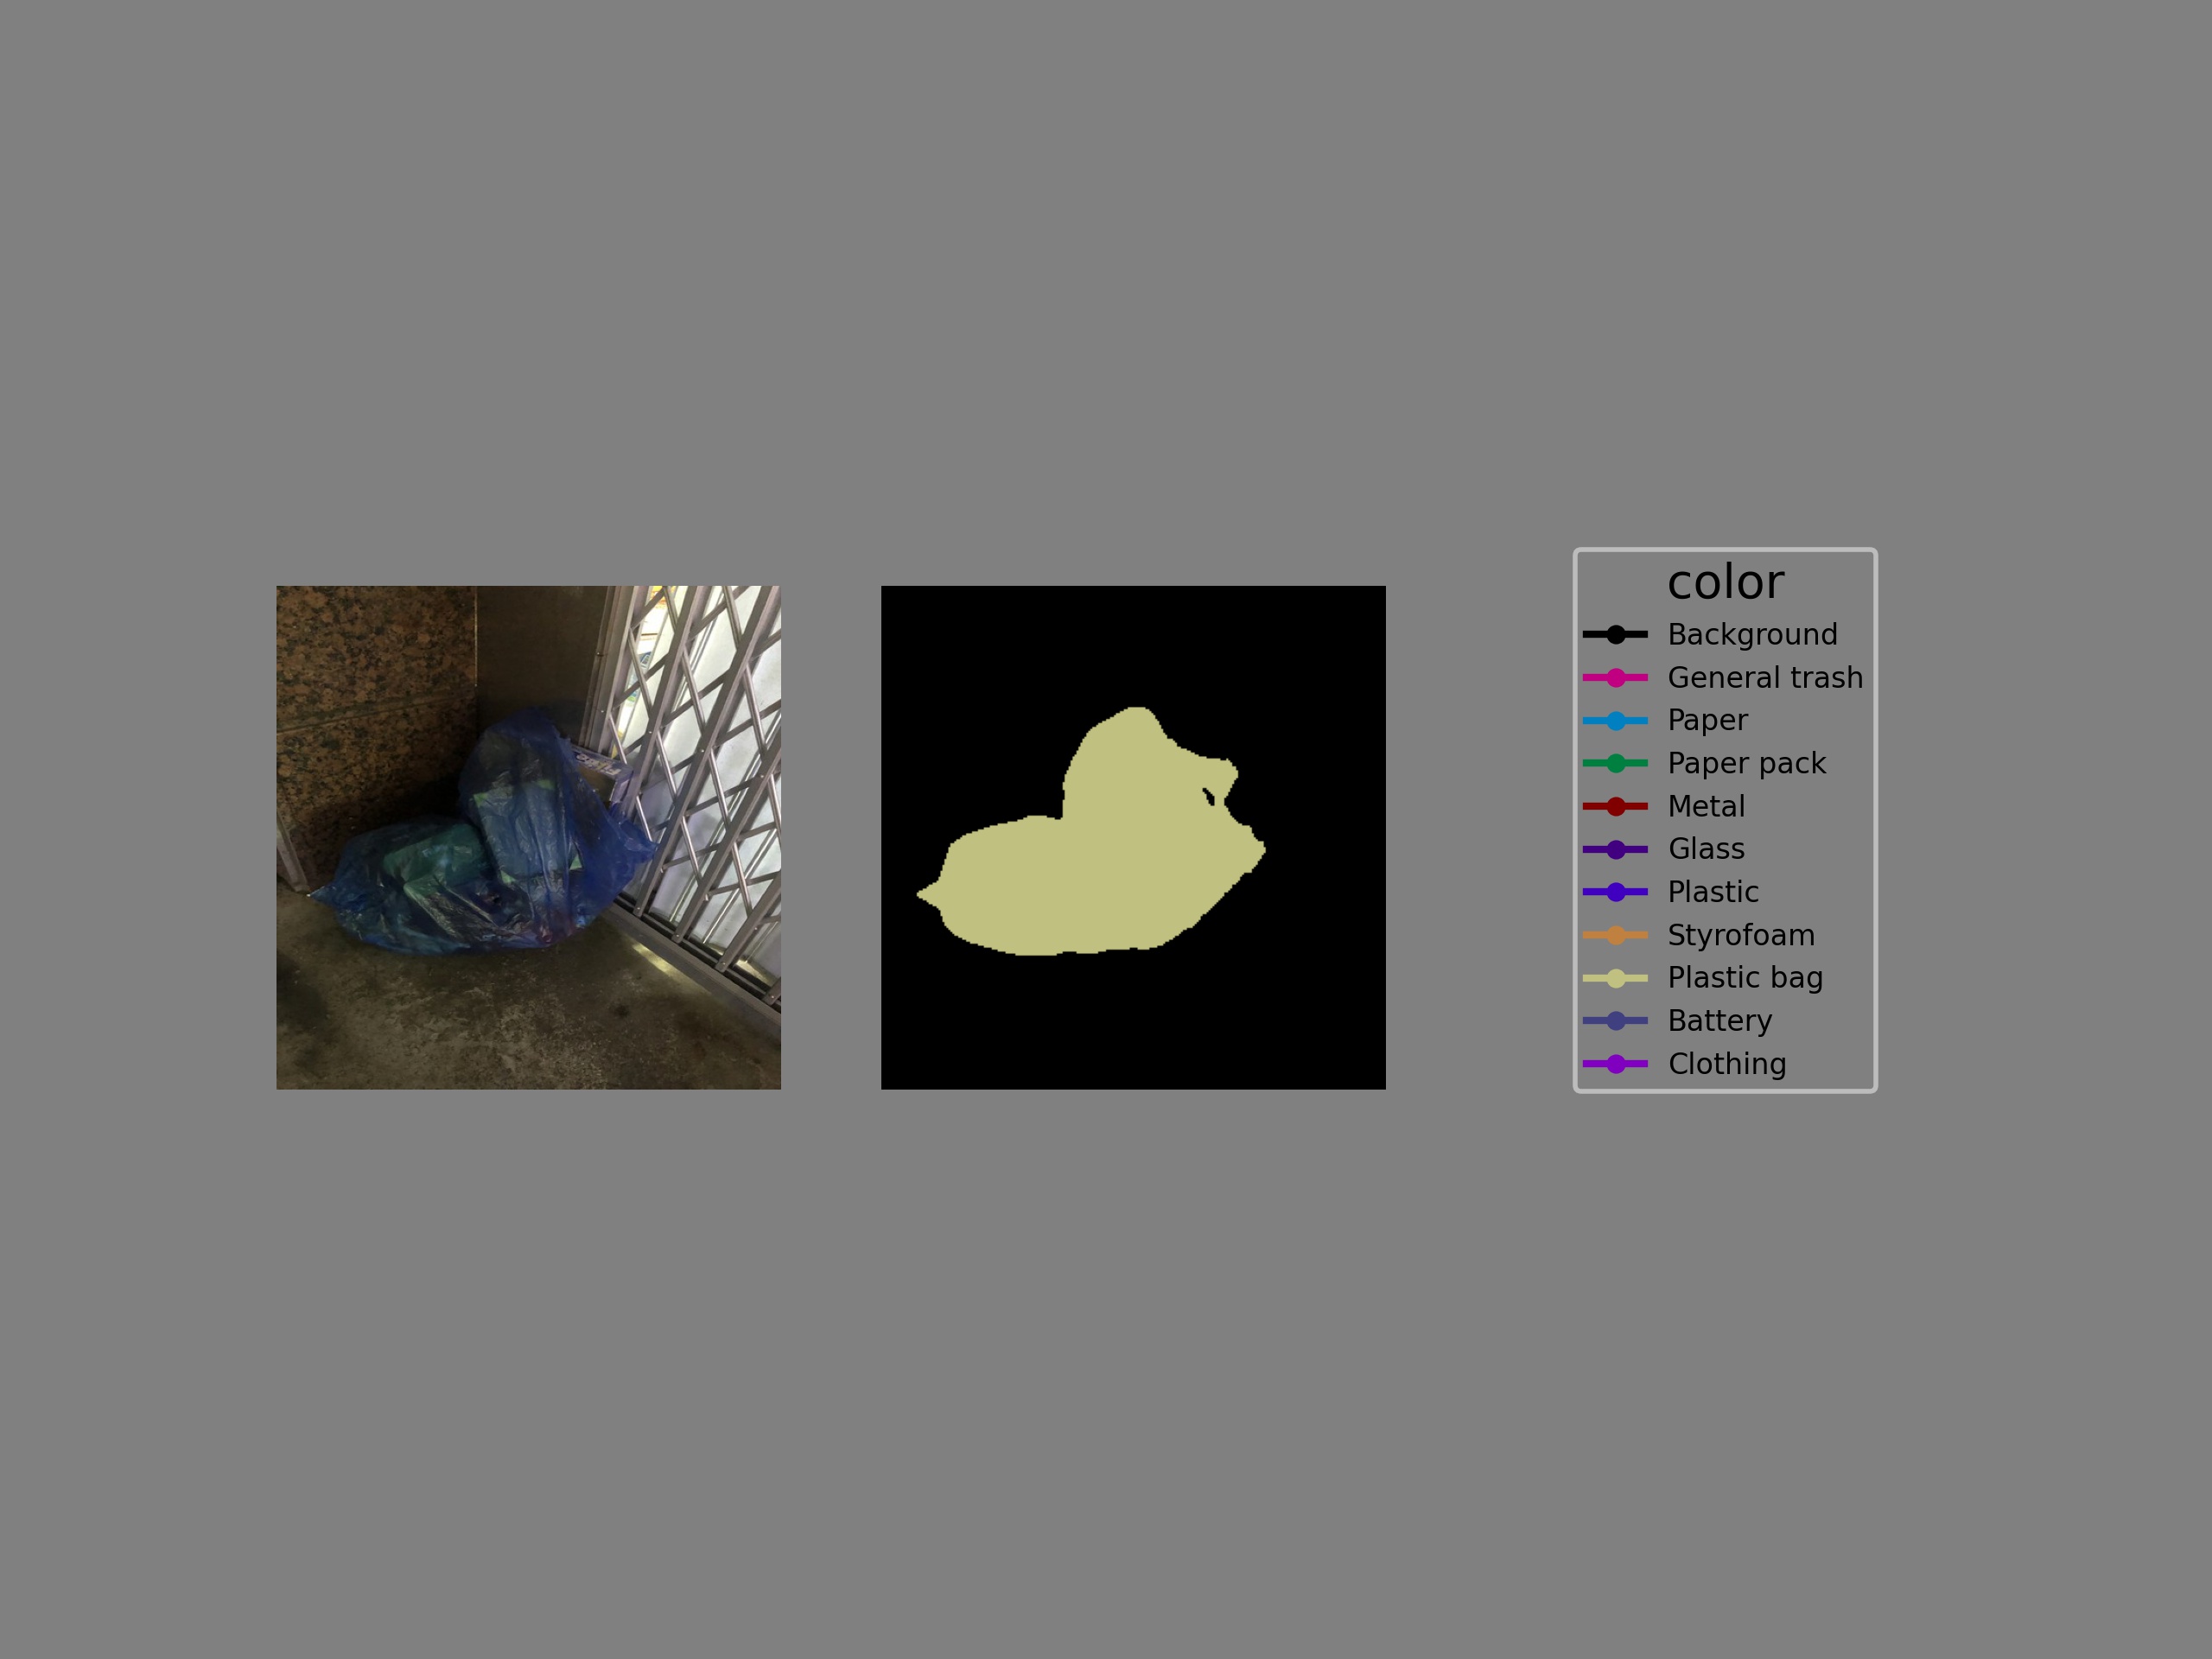 color
Background
General trash
Paper
Paper pack
Metal
Glass
Plastic
Styrofoam
Plastic bag
Battery
Clothing